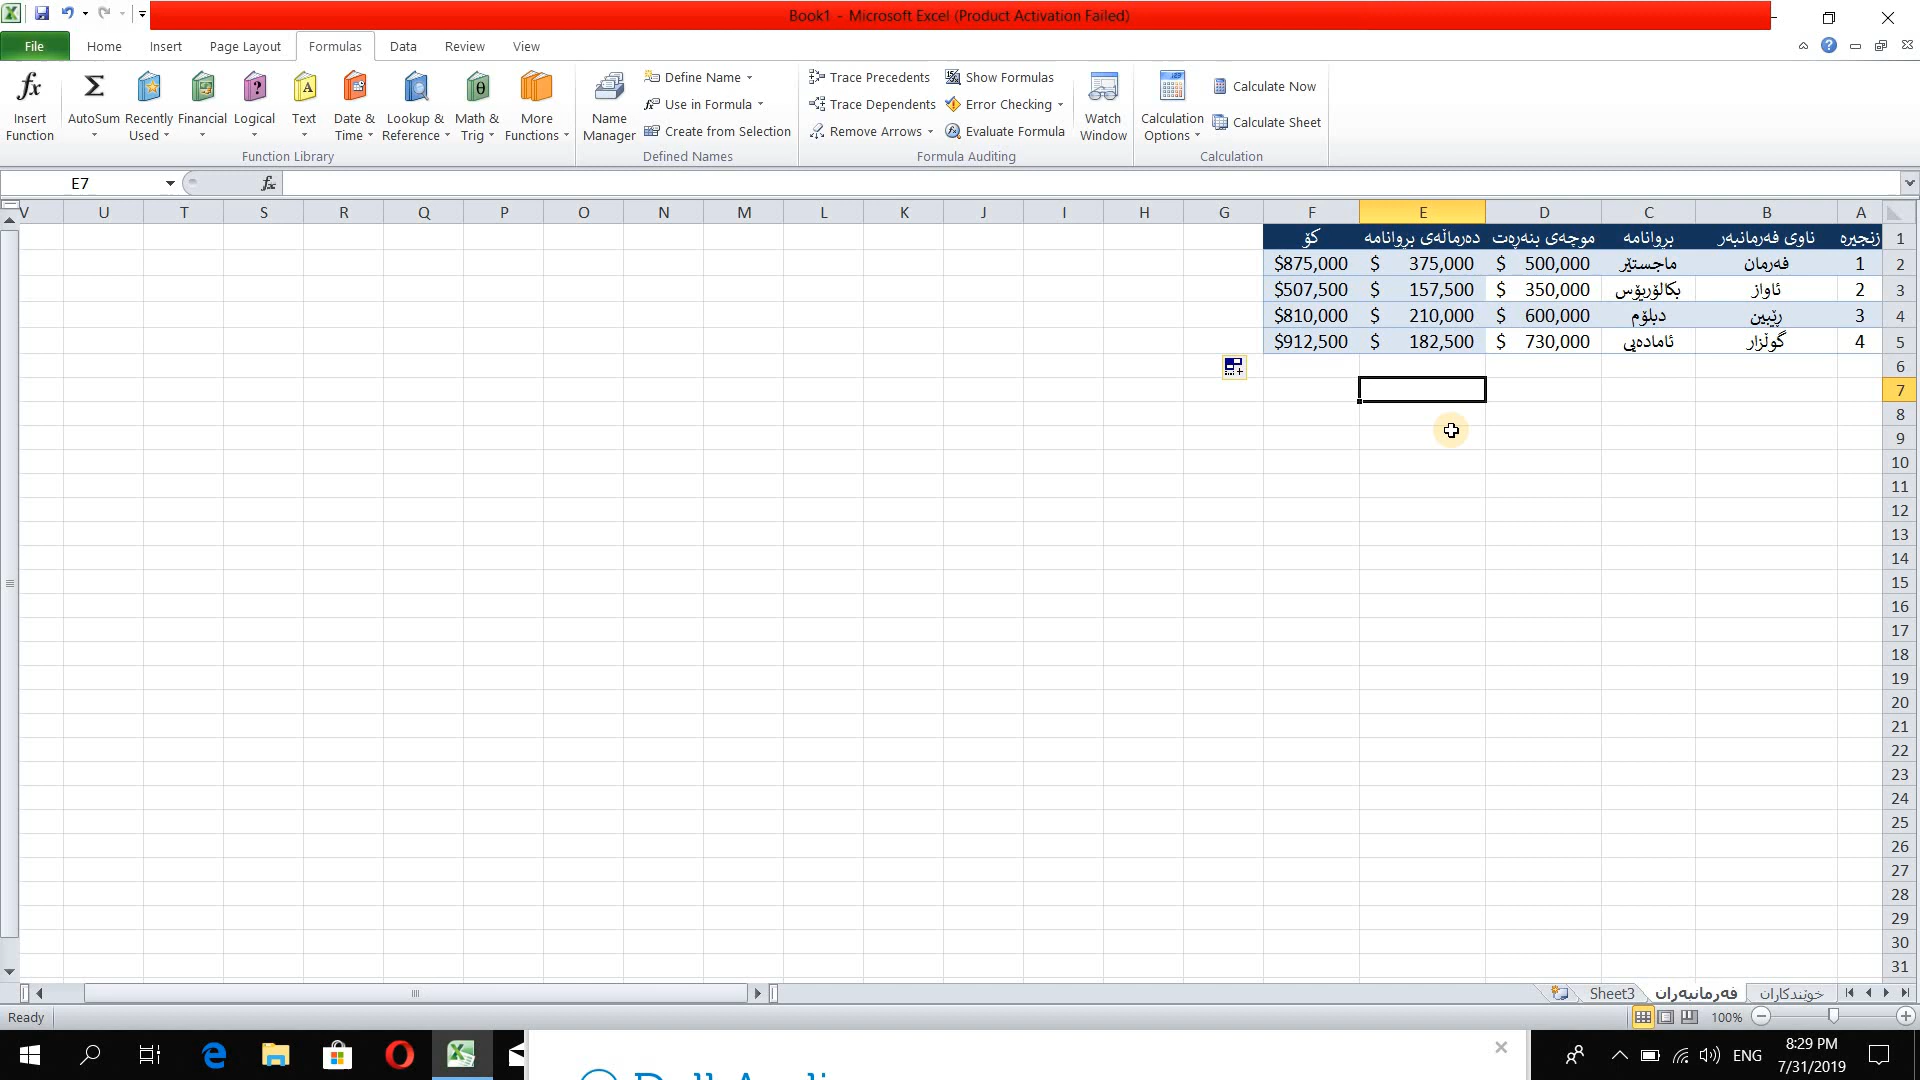 Book1 - Microsoft Excel (Product Activation Failed)
File Home Insert Page Layout Formulas Data Review View
Insert Function
AutoSum
Recently Used
Financial
Logical
Text
Date & Time
Lookup & Reference
Math & Trig
More Functions
Function Library
Name Manager
Define Name
Use in Formula
Create from Selection
Defined Names
Trace Precedents
Trace Dependents
Remove Arrows
Show Formulas
Error Checking
Evaluate Formula
Formula Auditing
Watch Window
Calculation Options
Calculate Now
Calculate Sheet
Calculation
E7
fx
V U T S R Q P O N M L K J I H G F E D C B A
زنجیرە ناوی فەرمانبەر بڕوانامە موچەی بنەڕەت دەرماڵەی بڕوانامە کۆ 1
1 فەرمان ماجستێر $ 500,000 $ 375,000 $875,000 2
2 ئاواز بکالۆریۆس $ 350,000 $ 157,500 $507,500 3
3 ڕێبین دبلۆم $ 600,000 $ 210,000 $810,000 4
4 گوڵزار ئامادەیی $ 730,000 $ 182,500 $912,500 5
6
7
8
9
10
11
12
13
14
15
16
17
18
19
20
21
22
23
24
25
26
27
28
29
30
31
Sheet3 فەرمانبەران خوێندکاران
Ready
100%
ENG
8:29 PM
7/31/2019